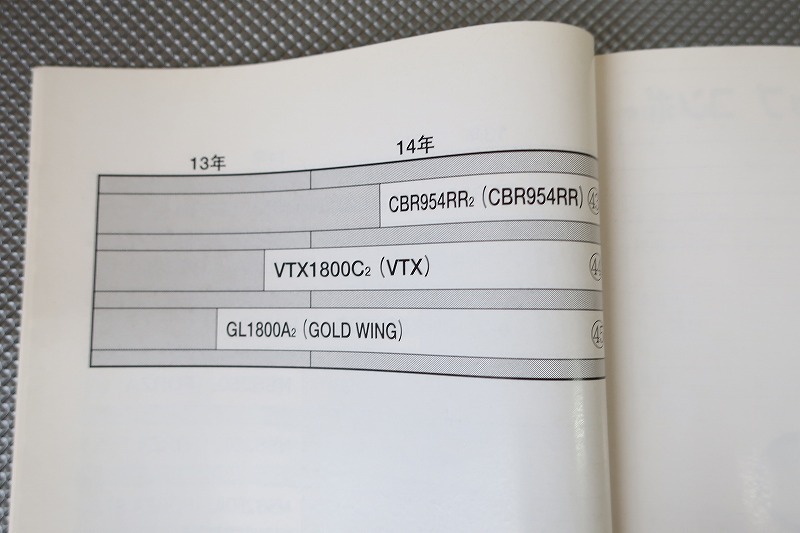 13年 14年
CBR954RR2 (CBR954RR)
VTX1800C2 (VTX)
GL1800A2 (GOLD WING)